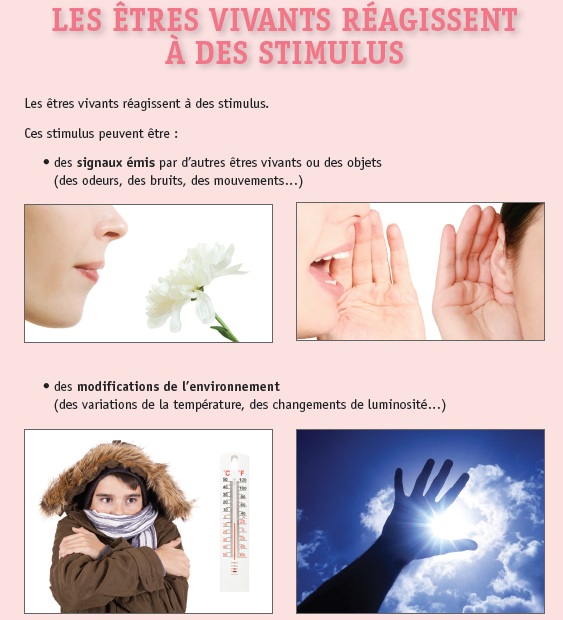 LES ÊTRES VIVANTS RÉAGISSENT
À DES STIMULUS
Les êtres vivants réagissent à des stimulus.
Ces stimulus peuvent être :
• des signaux émis par d’autres êtres vivants ou des objets
(des odeurs, des bruits, des mouvements…)
• des modifications de l’environnement
(des variations de la température, des changements de luminosité…)
°C °F